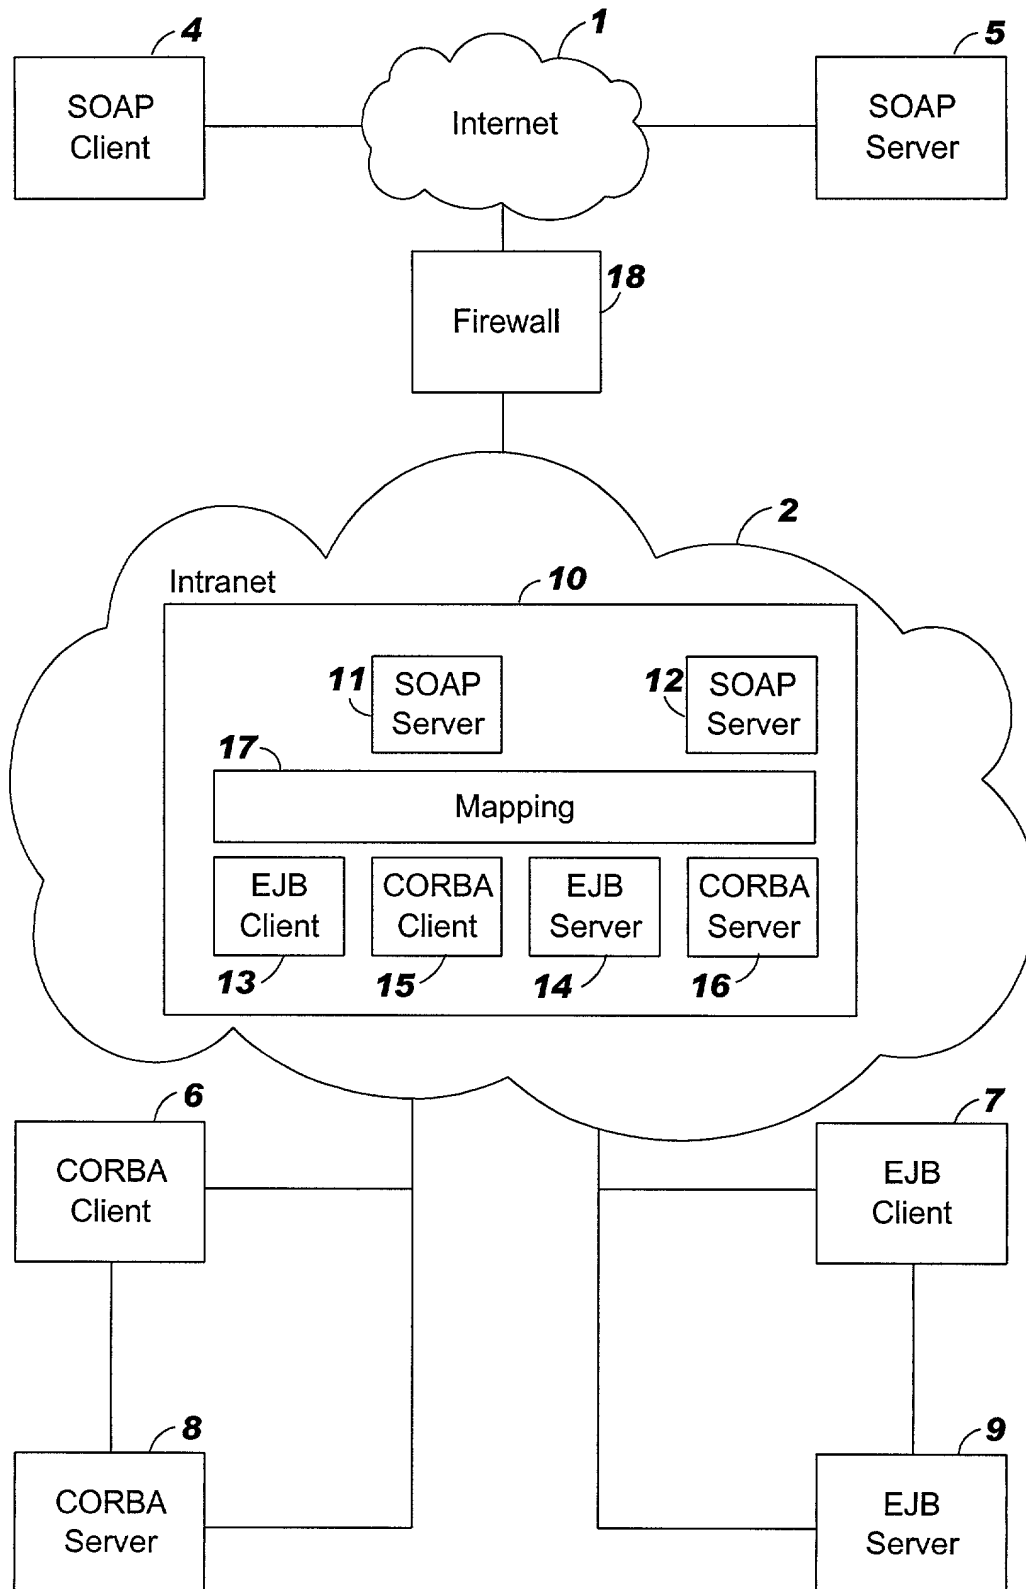 4
1
5
SOAP
Client
Internet
SOAP
Server
18
Firewall
2
Intranet
10
11
SOAP
Server
12
SOAP
Server
17
Mapping
EJB
Client
CORBA
Client
EJB
Server
CORBA
Server
13
15
14
16
6
7
CORBA
Client
EJB
Client
8
9
CORBA
Server
EJB
Server